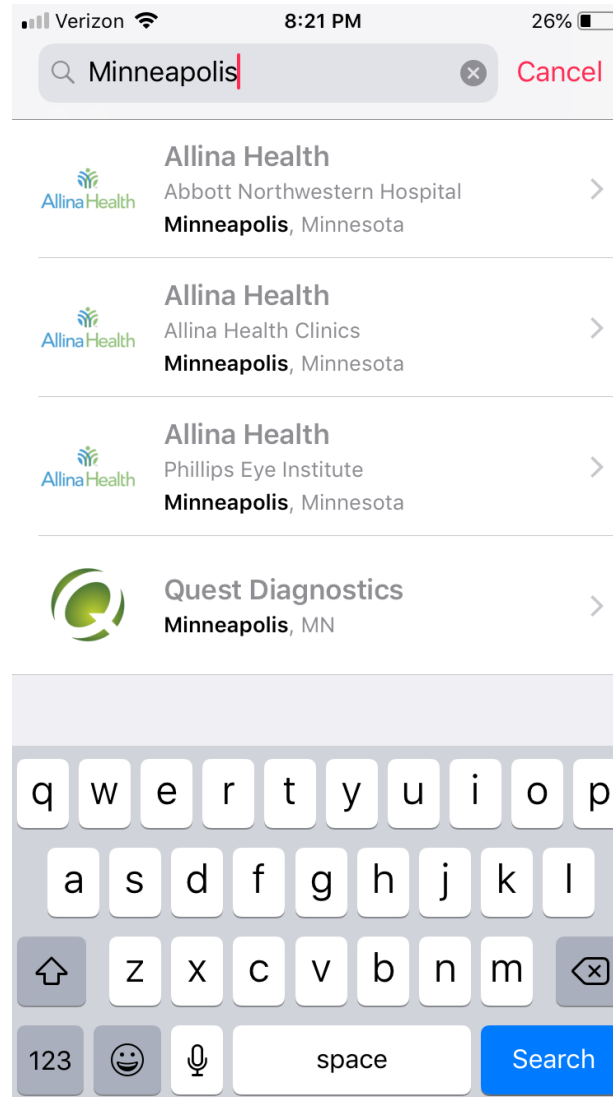 Verizon 8:21 PM 26%
Minneapolis Cancel
Allina Health
Allina Health
Abbott Northwestern Hospital
Minneapolis, Minnesota
Allina Health
Allina Health
Allina Health Clinics
Minneapolis, Minnesota
Allina Health
Allina Health
Phillips Eye Institute
Minneapolis, Minnesota
Quest Diagnostics
Minneapolis, MN
q w e r t y u i o p
a s d f g h j k l
z x c v b n m
123 space Search